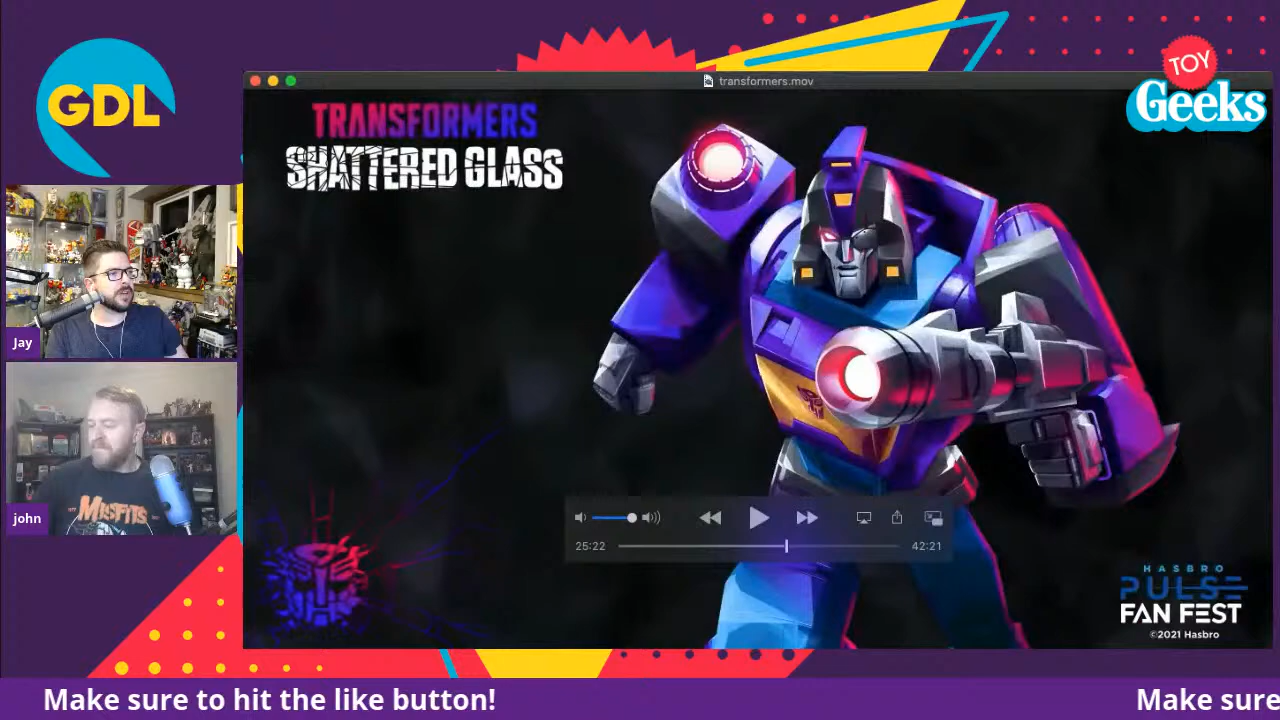 GDL
TOY
Geeks
transformers.mov
TRANSFORMERS
SHATTERED GLASS
Jay
MISFITS
john
25:22
42:21
HASBRO
PULSE
FAN FEST
©2021 Hasbro
Make sure to hit the like button!
Make sure